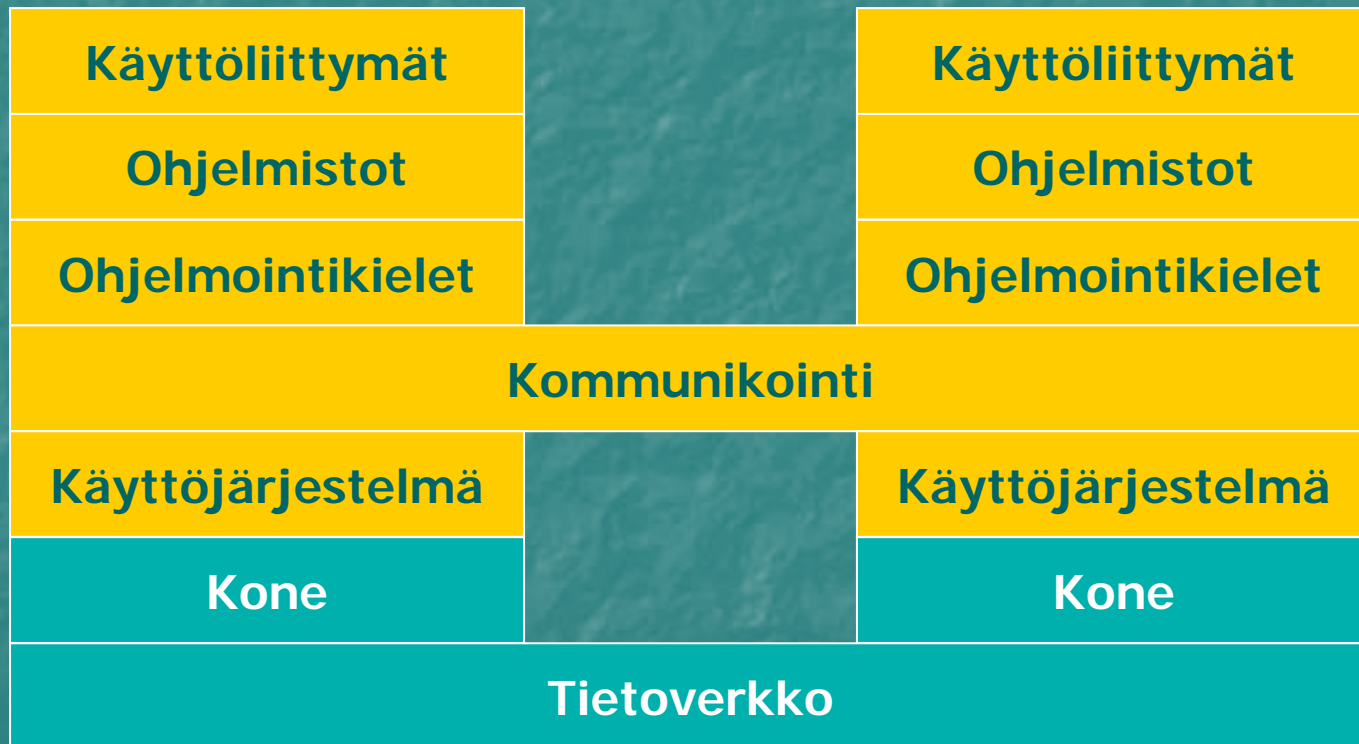 Käyttöliittymät
Käyttöliittymät
Ohjelmistot
Ohjelmistot
Ohjelmointikielet
Ohjelmointikielet
Kommunikointi
Käyttöjärjestelmä
Käyttöjärjestelmä
Kone
Kone
Tietoverkko